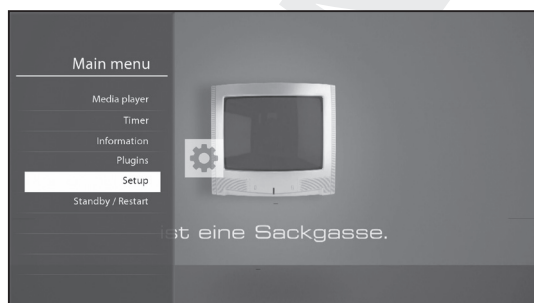 Main menu
Media player
Timer
Information
Plugins
Setup
Standby / Restart
ist eine Sackgasse.